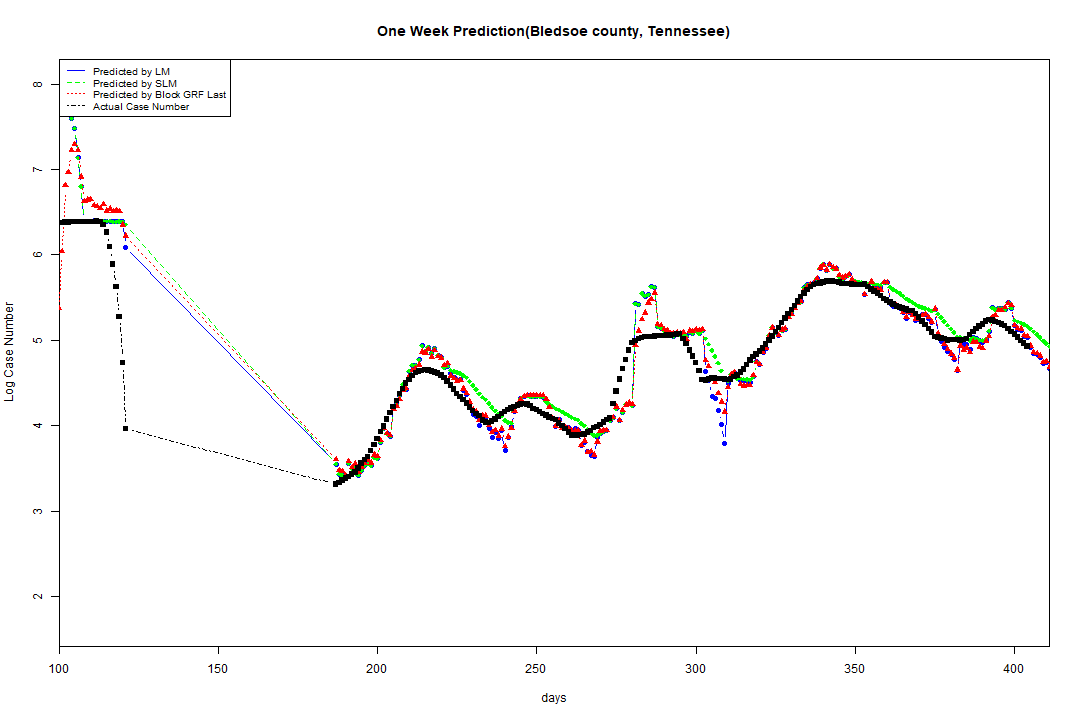 One Week Prediction(Bledsoe county, Tennessee)
Predicted by LM
Predicted by SLM
Predicted by Block GRF Last
Actual Case Number
Log Case Number
8
7
6
5
4
3
2
100 150 200 250 300 350 400
days